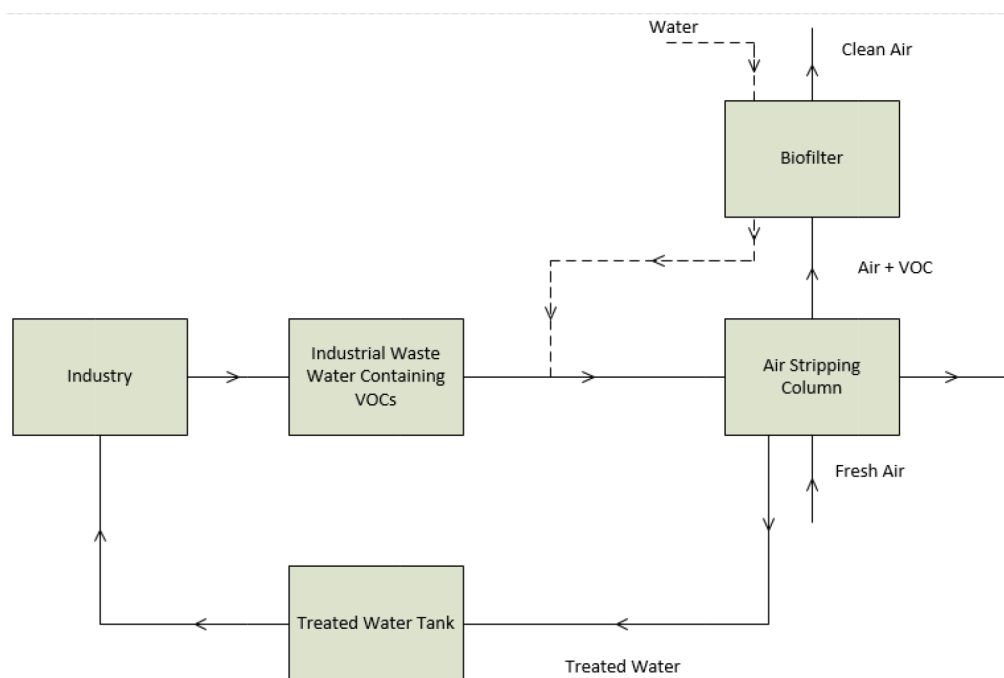 Water
Clean Air
Biofilter
Air + VOC
Industry
Industrial Waste
Water Containing
VOCs
Air Stripping
Column
Fresh Air
Treated Water Tank
Treated Water